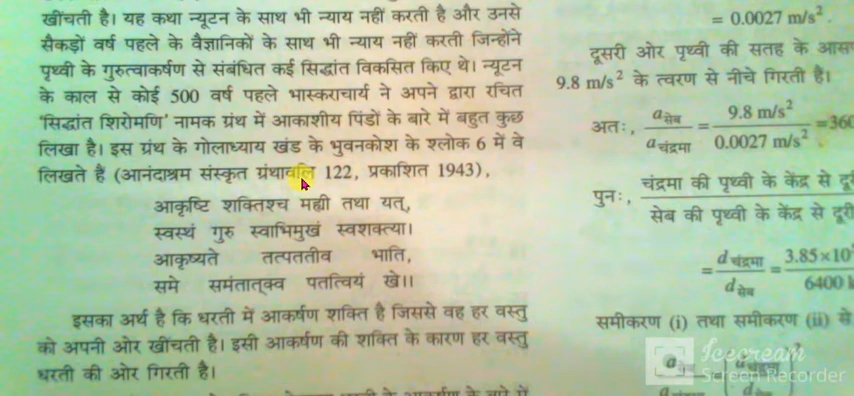 खींचती है। यह कथा न्यूटन के साथ भी न्याय नहीं करती है और उनसे
सैकड़ों वर्ष पहले के वैज्ञानिकों के साथ भी न्याय नहीं करती जिन्होंने
पृथ्वी के गुरुत्वाकर्षण से संबंधित कई सिद्धांत विकसित किए थे। न्यूटन
के काल से कोई 500 वर्ष पहले भास्कराचार्य ने अपने द्वारा रचित
'सिद्धांत शिरोमणि' नामक ग्रंथ में आकाशीय पिंडों के बारे में बहुत कुछ
लिखा है। इस ग्रंथ के गोलाध्याय खंड के भुवनकोश के श्लोक 6 में वे
लिखते हैं (आनंदाश्रम संस्कृत ग्रंथावलि 122, प्रकाशित 1943),
आकृष्टि शक्तिश्च मह्यी तथा यत्,
स्वस्थं गुरु स्वाभिमुखं स्वशक्त्या।
आकृष्यते तत्पततीव भाति,
समे समंतात्क्व पतत्वियं खे।।
इसका अर्थ है कि धरती में आकर्षण शक्ति है जिससे वह हर वस्तु
को अपनी ओर खींचती है। इसी आकर्षण की शक्ति के कारण हर वस्तु
धरती की ओर गिरती है।
= 0.0027 m/s².
दूसरी ओर पृथ्वी की सतह के
9.8 m/s² के त्वरण से नीचे गिरती है।
अतः, a सेब / a चंद्रमा = 9.8 m/s² / 0.0027 m/s² =360
पुनः, चंद्रमा की पृथ्वी के केंद्र से
सेब की पृथ्वी के केंद्र से
= d चंद्रमा / d सेब = 3.85×10 / 6400
समीकरण (i) तथा समीकरण (ii) से
Icecream
Screen Recorder